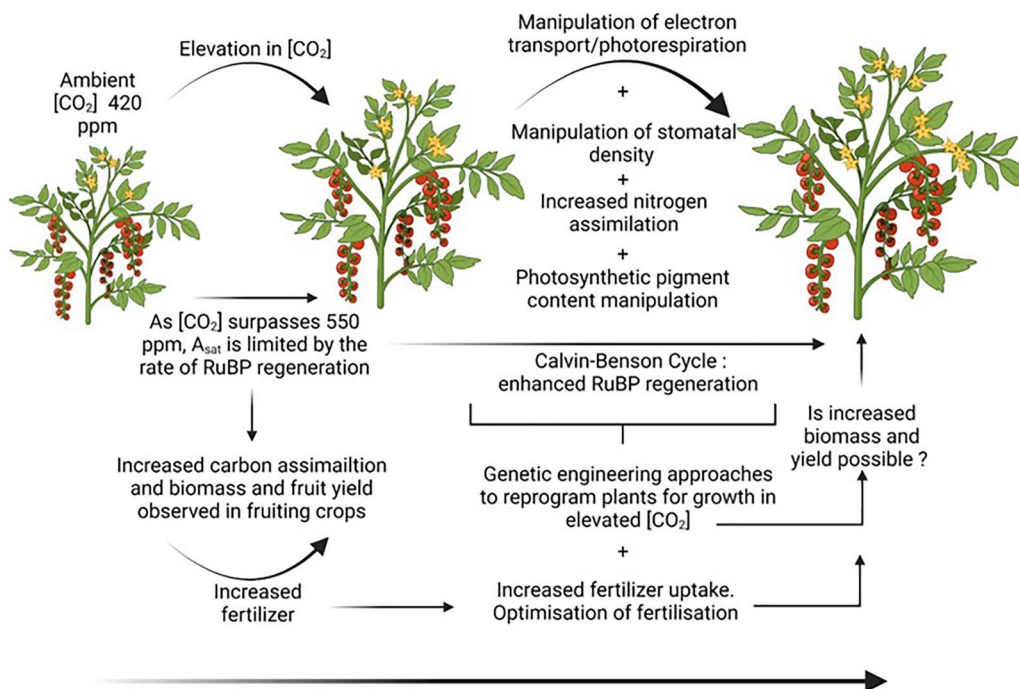 Elevation in [CO₂]
Ambient
[CO₂] 420
ppm
Manipulation of electron
transport/photorespiration
+
Manipulation of stomatal
density
+
Increased nitrogen
assimilation
+
Photosynthetic pigment
content manipulation
As [CO₂] surpasses 550
ppm, Aₛₐₜ is limited by the
rate of RuBP regeneration
Calvin-Benson Cycle :
enhanced RuBP regeneration
Is increased
biomass and
yield possible ?
Increased carbon assimailtion
and biomass and fruit yield
observed in fruiting crops
Genetic engineering approaches
to reprogram plants for growth in
elevated [CO₂]
+
Increased
fertilizer
Increased fertilizer uptake.
Optimisation of fertilisation